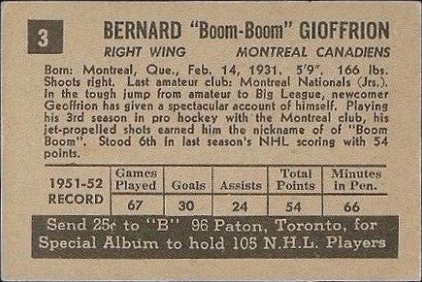 3
BERNARD "Boom-Boom" GIOFFRION
RIGHT WING MONTREAL CANADIENS
Born: Montreal, Que., Feb. 14, 1931. 5'9". 166 lbs.
Shoots right. Last amateur club: Montreal Nationals (Jrs.).
In the tough jump from amateur to Big League, newcomer
Geoffrion has given a spectacular account of himself. Playing
his 3rd season in pro hockey with the Montreal club, his
jet-propelled shots earned him the nickname of of "Boom
Boom". Stood 6th in last season's NHL scoring with 54
points.
1951-52 RECORD
Games Played Goals Assists Total Points Minutes in Pen.
67 30 24 54 66
Send 25¢ to "B" 96 Paton, Toronto, for
Special Album to hold 105 N.H.L. Players